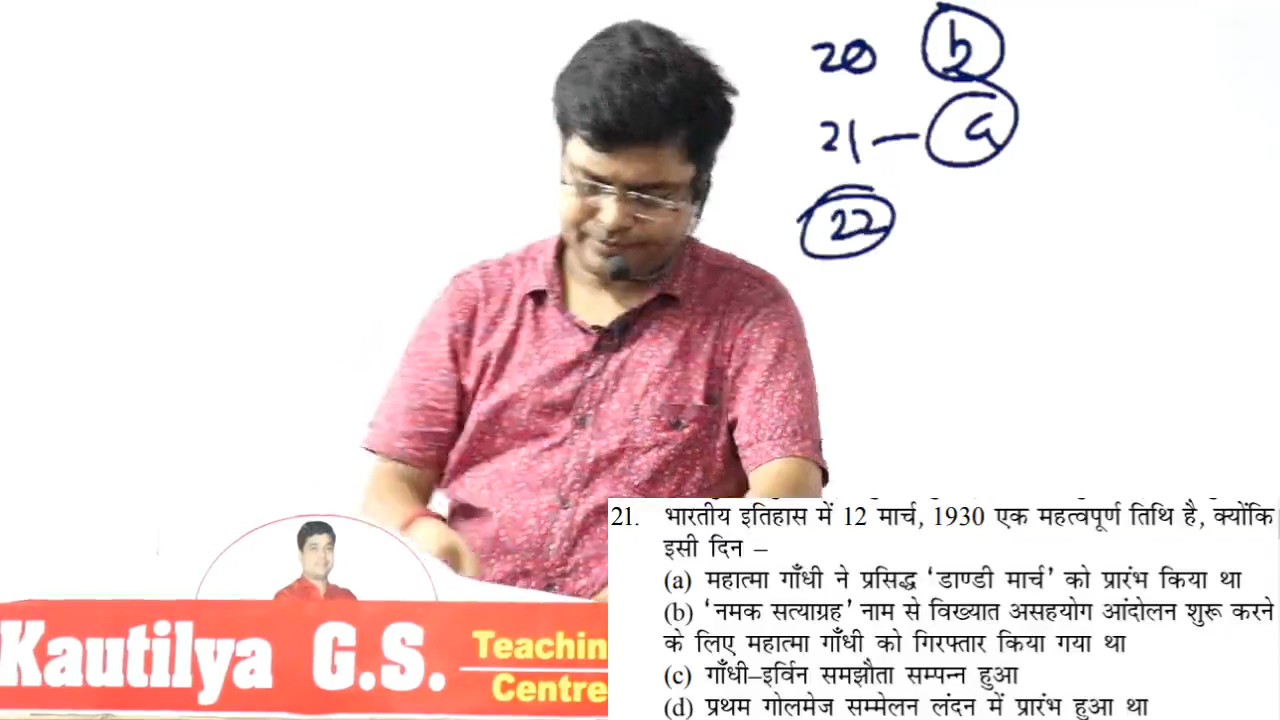 20 b
21 – a
22
Kautilya G.S.
Teachin
Centre
21. भारतीय इतिहास में 12 मार्च, 1930 एक महत्वपूर्ण तिथि है, क्योंकि
इसी दिन –
(a) महात्मा गाँधी ने प्रसिद्ध ‘डाण्डी मार्च’ को प्रारंभ किया था
(b) ‘नमक सत्याग्रह’ नाम से विख्यात असहयोग आंदोलन शुरू करने
के लिए महात्मा गाँधी को गिरफ्तार किया गया था
(c) गाँधी–इर्विन समझौता सम्पन्न हुआ
(d) प्रथम गोलमेज सम्मेलन लंदन में प्रारंभ हुआ था